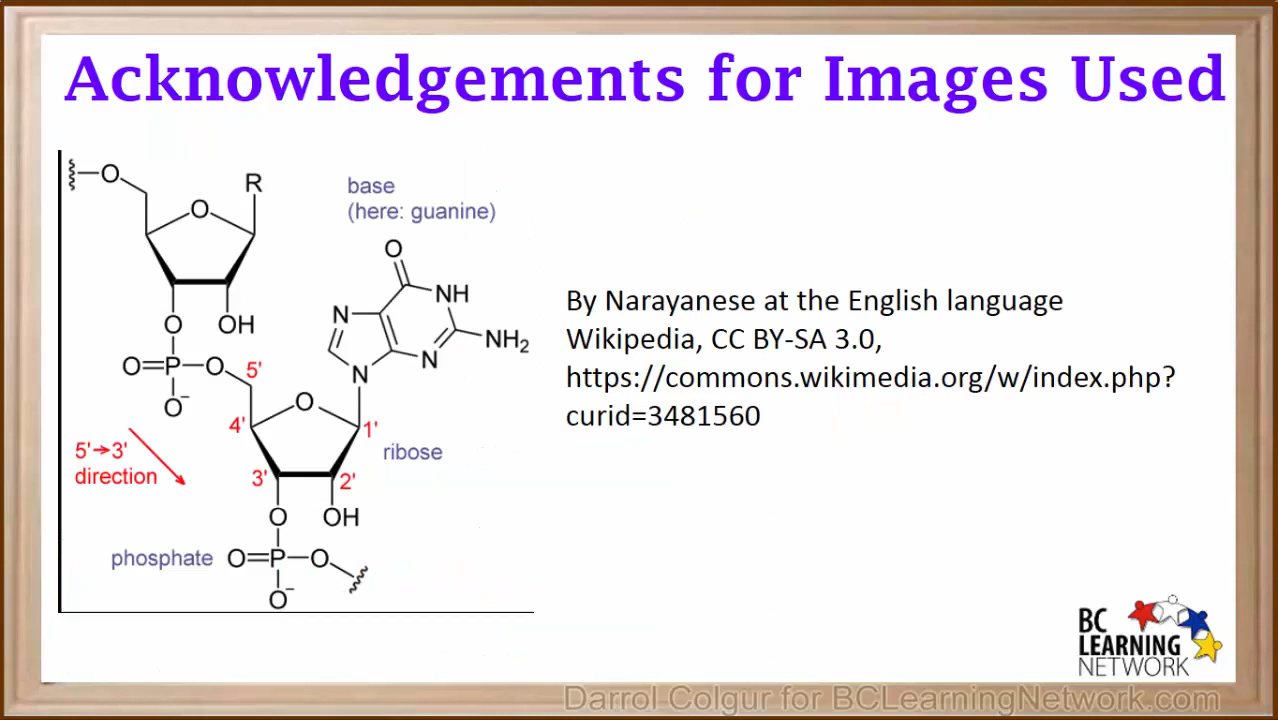 Acknowledgements for Images Used
O
R
O
base
(here: guanine)
O
NH
N
O
OH
N
NH₂
O=P—O
5'
N
O⁻
O
4'
1'
5'→3'
direction
ribose
3'
2'
O
OH
phosphate
O=P—O
O⁻
By Narayanese at the English language
Wikipedia, CC BY-SA 3.0,
https://commons.wikimedia.org/w/index.php?
curid=3481560
BC
LEARNING
NETWORK
Darrol Colgur for BCLearningNetwork.com